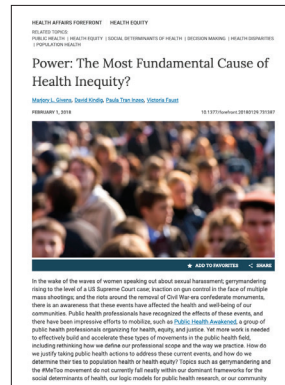 HEALTH AFFAIRS FOREFRONT HEALTH EQUITY
RELATED TOPICS
PUBLIC HEALTH | HEALTH EQUITY | SOCIAL DETERMINANTS OF HEALTH | DECISION MAKING | HEALTH DISPARITIES
| POPULATION HEALTH
Power: The Most Fundamental Cause of
Health Inequity?
Marjory L. Givens, David Kindig, Paula Tran Inzeo, Victoria Faust
FEBRUARY 1, 2018 10.1377/forefront.20180129.731387
ADD TO FAVORITES SHARE
In the wake of the waves of women speaking out about sexual harassment; gerrymandering
rising to the level of a US Supreme Court case; inaction on gun control in the face of multiple
mass shootings; and the riots around the removal of Civil War-era confederate monuments,
there is an awareness that these events have affected the health and well-being of our
communities. Public health professionals have recognized the effects of these events, and
there have been impressive efforts to mobilize, such as Public Health Awakened, a group of
public health professionals organizing for health, equity, and justice. Yet more work is needed
to effectively build and accelerate these types of movements in the public health field,
including rethinking how we define our professional scope and the way we practice. How do
we justify taking public health actions to address these current events, and how do we
determine their ties to population health or health equity? Topics such as gerrymandering and
the #MeToo movement do not currently fall neatly within our dominant frameworks for the
social determinants of health, our logic models for public health research, or our community